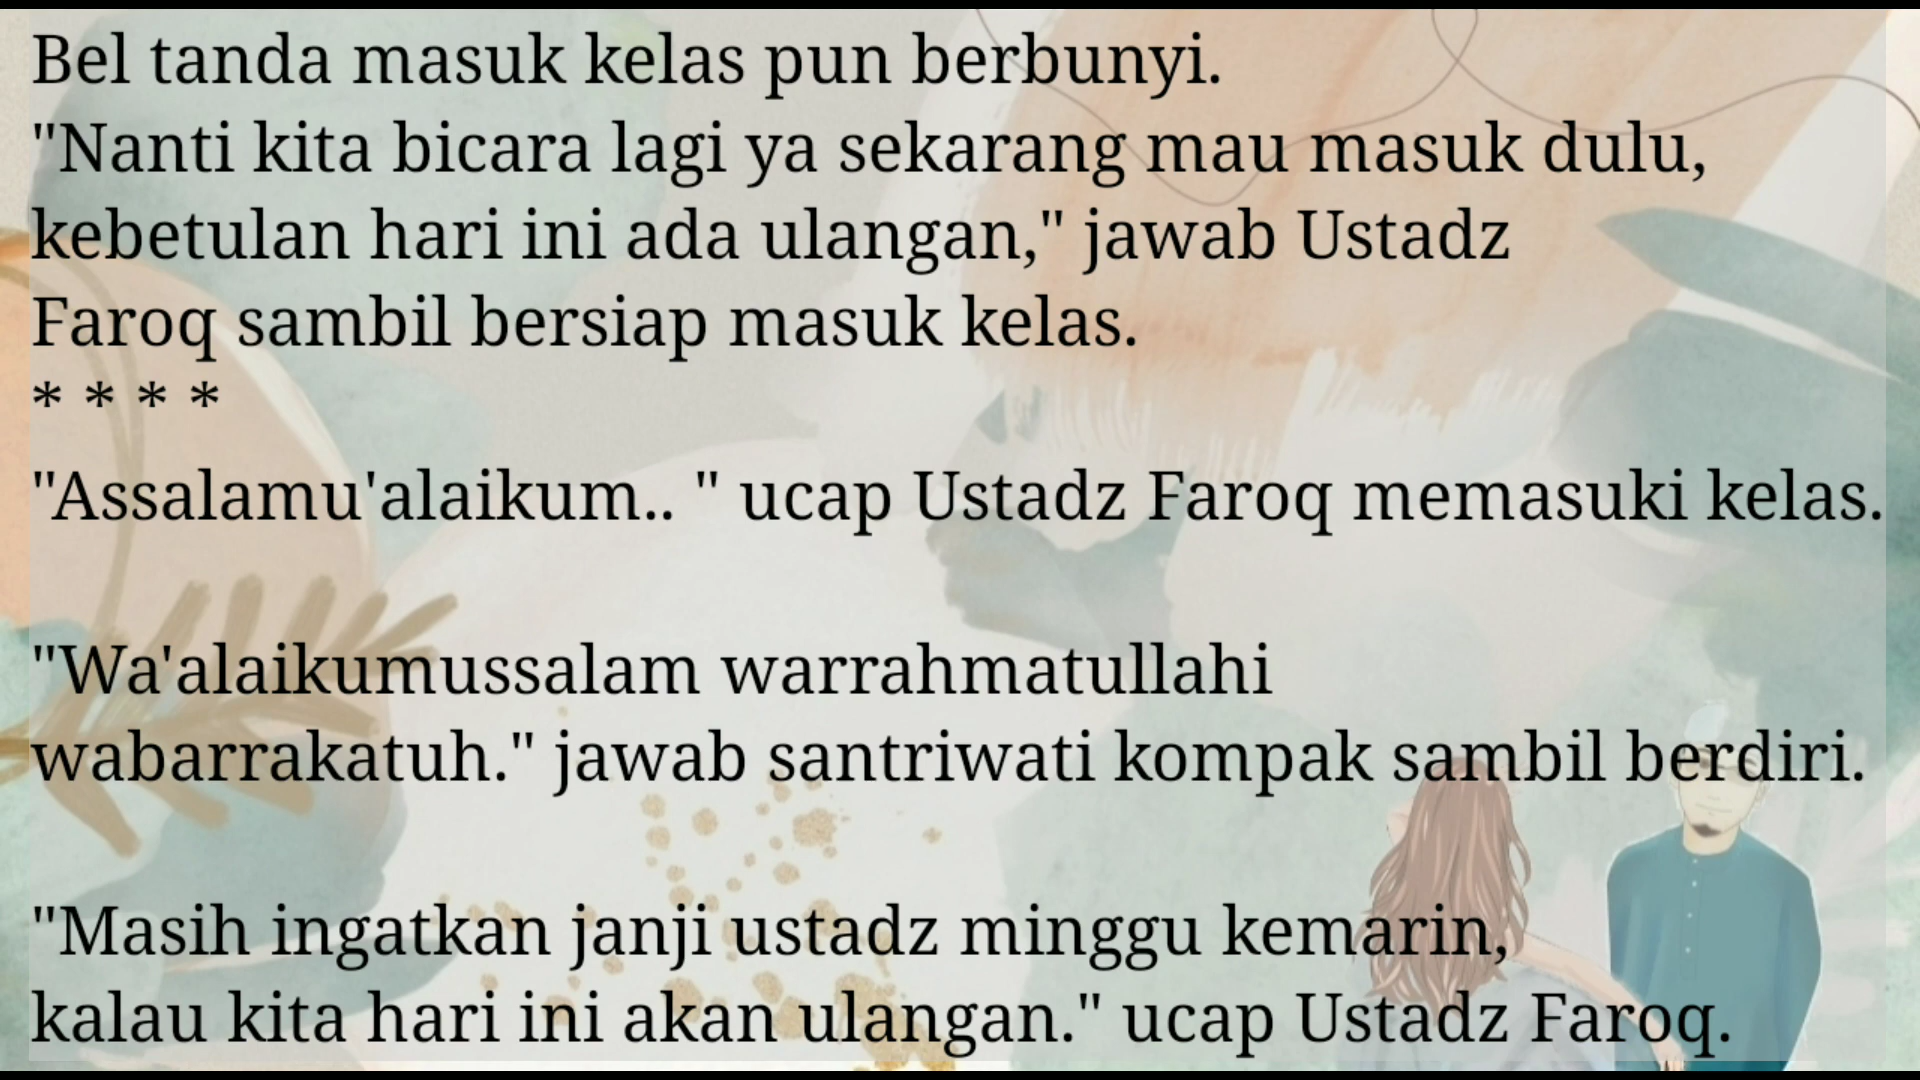 Bel tanda masuk kelas pun berbunyi.
"Nanti kita bicara lagi ya sekarang mau masuk dulu,
kebetulan hari ini ada ulangan," jawab Ustadz
Faroq sambil bersiap masuk kelas.
* * * *
"Assalamu'alaikum.. " ucap Ustadz Faroq memasuki kelas.
"Wa'alaikumussalam warrahmatullahi
wabarrakatuh." jawab santriwati kompak sambil berdiri.
"Masih ingatkan janji ustadz minggu kemarin,
kalau kita hari ini akan ulangan." ucap Ustadz Faroq.